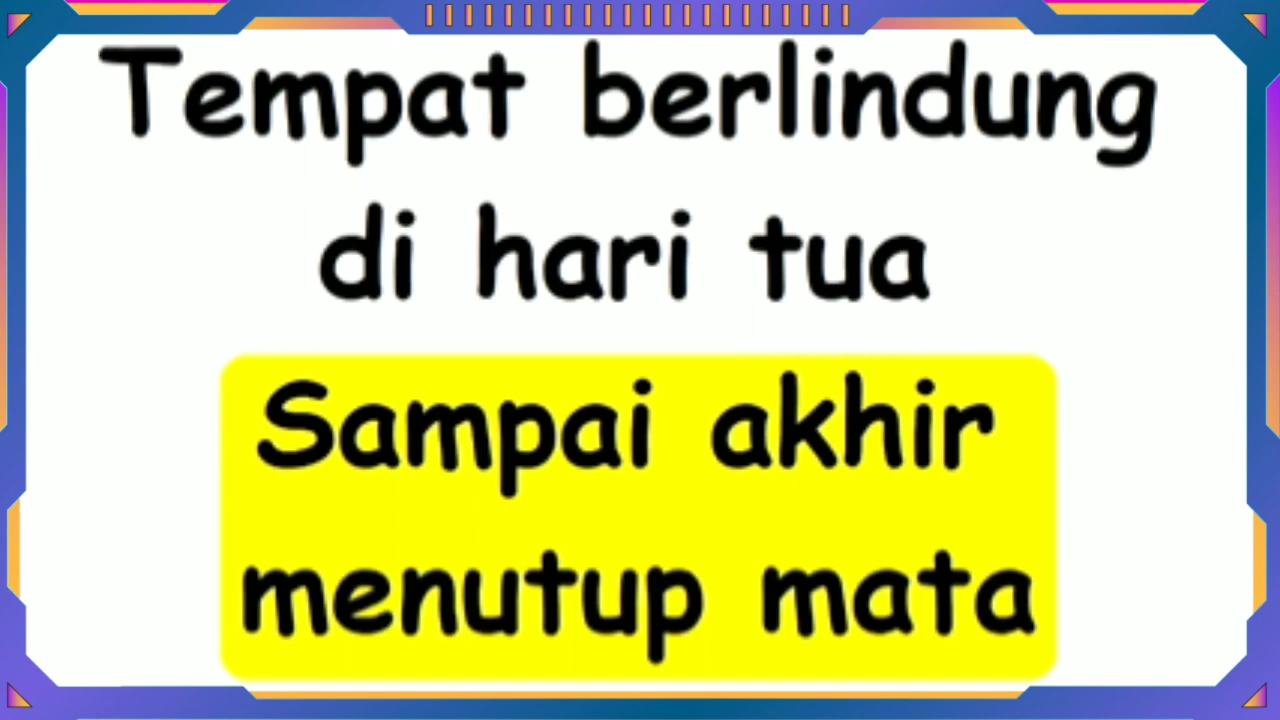 Tempat berlindung
di hari tua
Sampai akhir
menutup mata